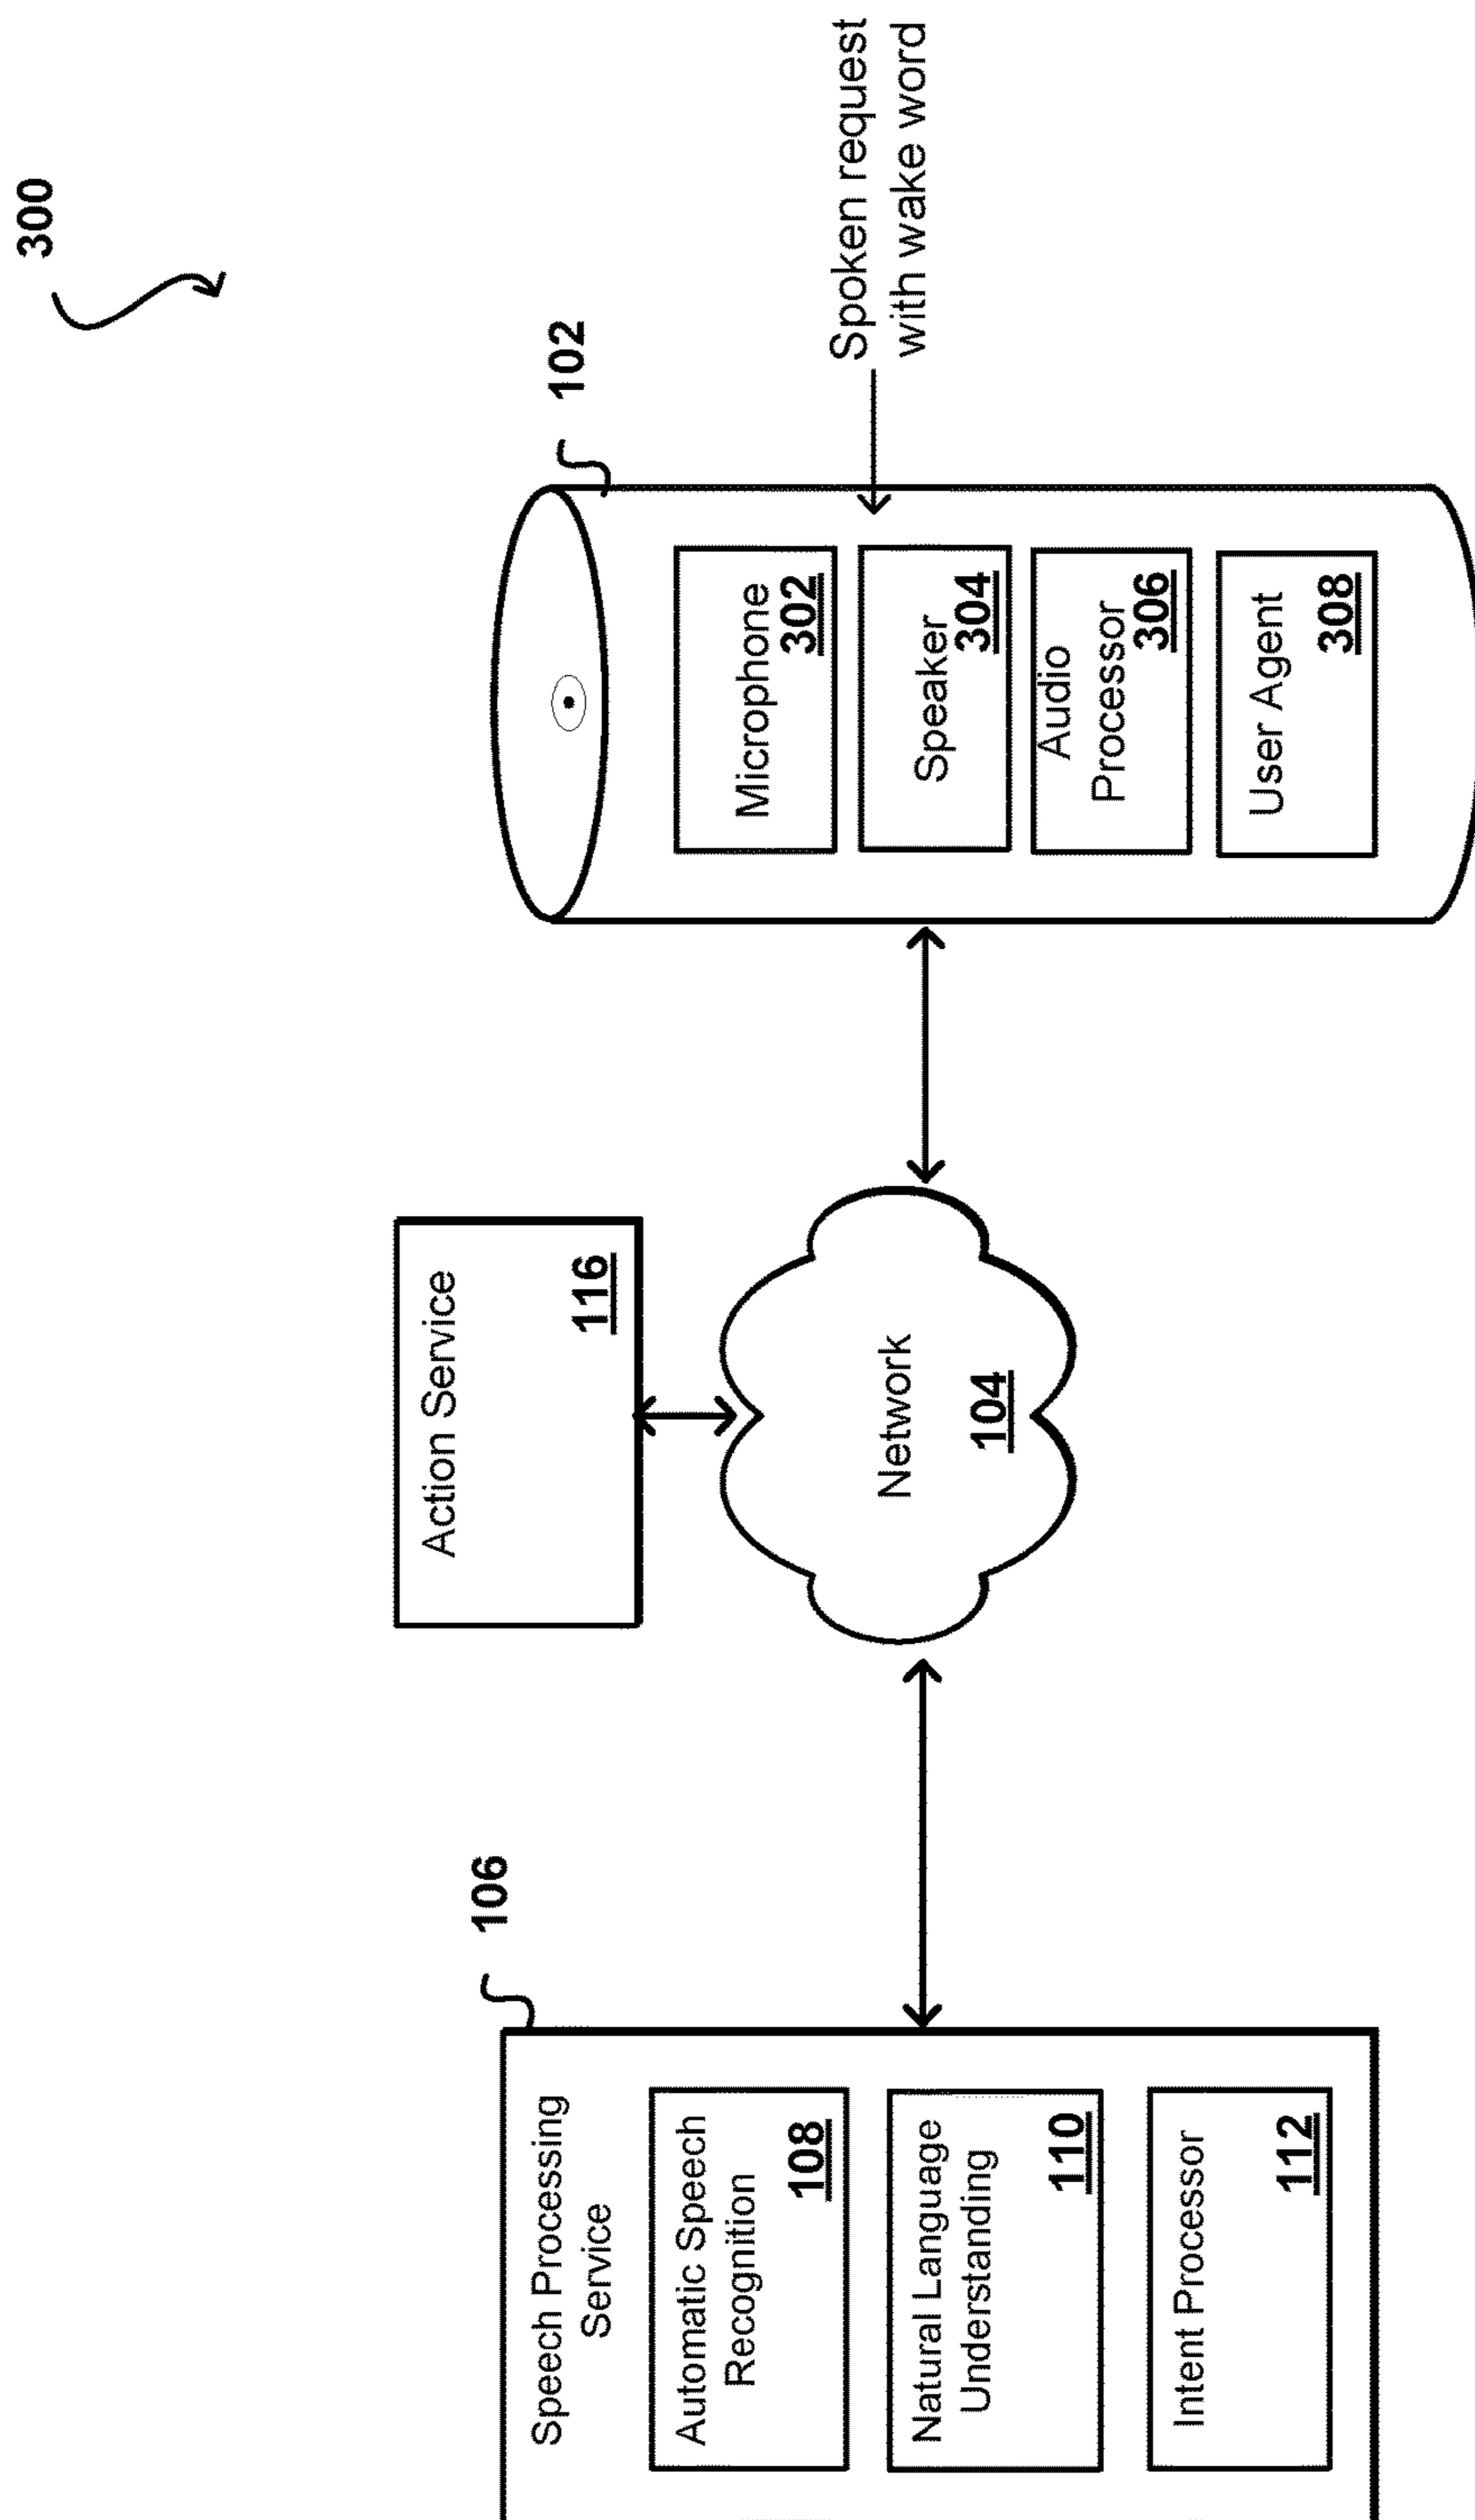 300
106
Speech Processing
Service
Automatic Speech
Recognition
108
Natural Language
Understanding
110
Intent Processor
112
Action Service
116
Network
104
102
Microphone
302
Speaker
304
Audio
Processor
306
User Agent
308
Spoken request
with wake word